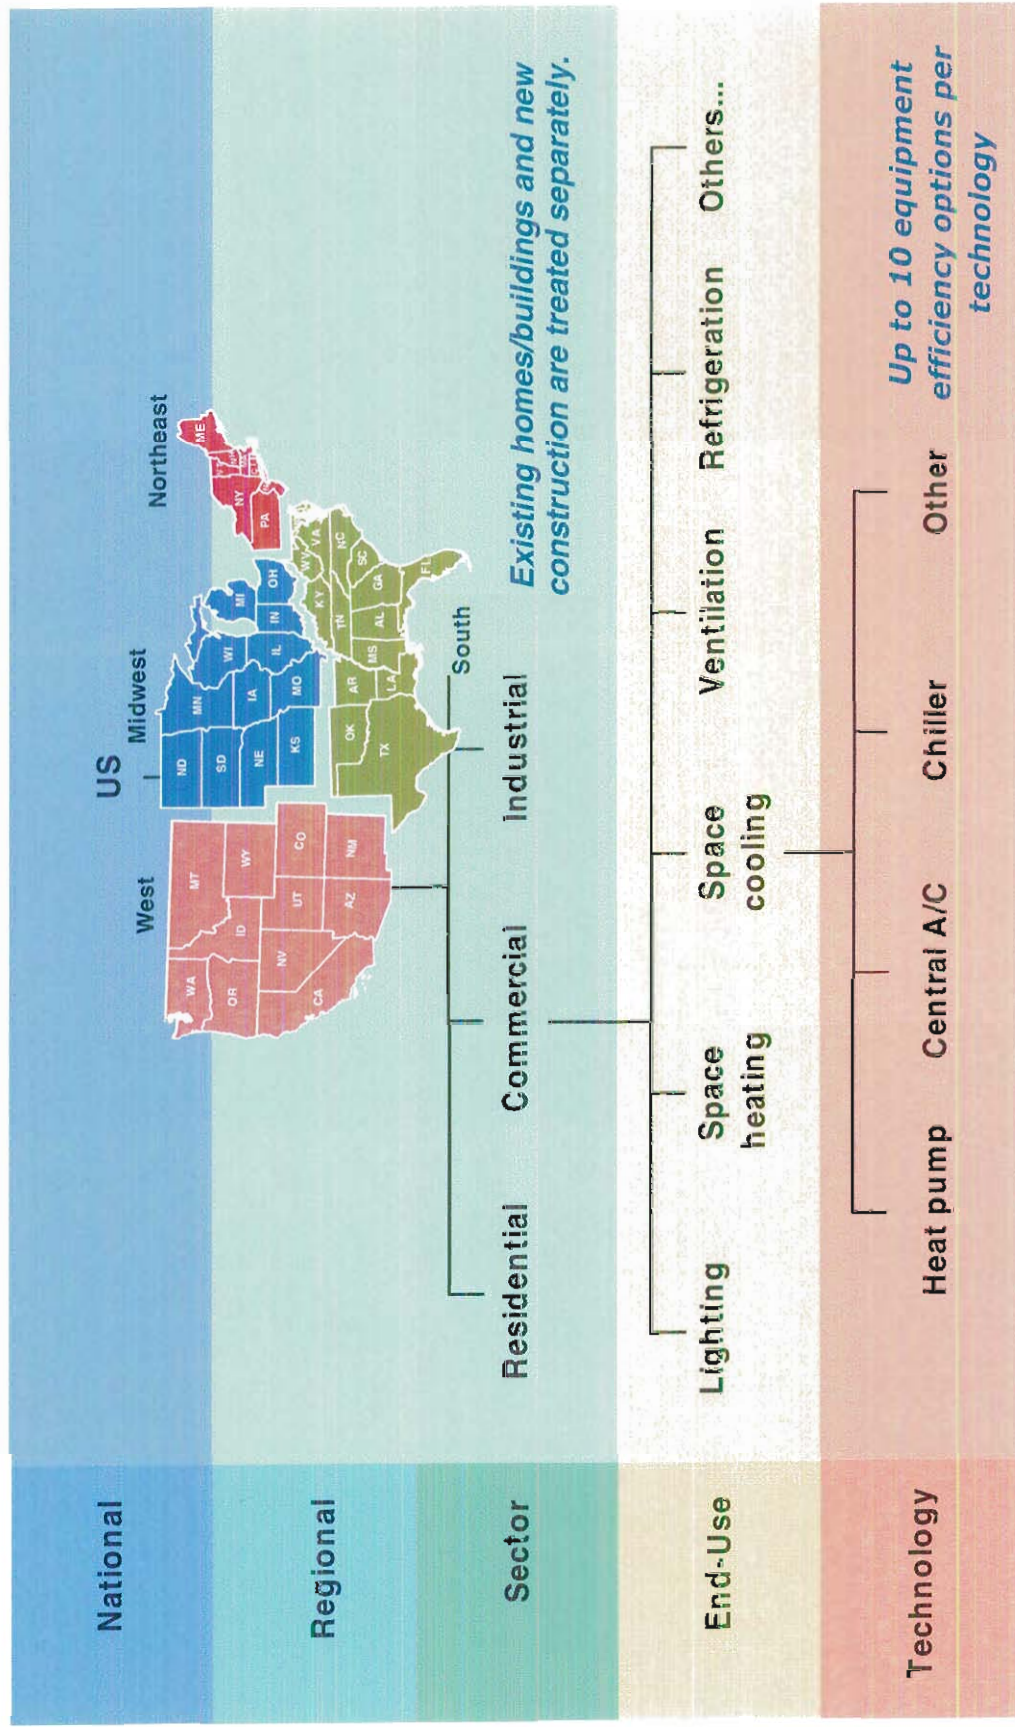 National
US
West
Midwest
Northeast
South
Regional
WA
OR
CA
NV
ID
MT
WY
UT
CO
AZ
NM
ND
SD
NE
KS
MN
IA
MO
WI
IL
MI
IN
OH
OK
TX
AR
LA
MS
AL
TN
KY
WV
VA
NC
SC
GA
FL
PA
NY
ME
Sector
Residential
Commercial
Industrial
Existing homes/buildings and new
construction are treated separately.
End-Use
Lighting
Space
heating
Space
cooling
Ventilation
Refrigeration
Others...
Technology
Heat pump
Central A/C
Chiller
Other
Up to 10 equipment
efficiency options per
technology